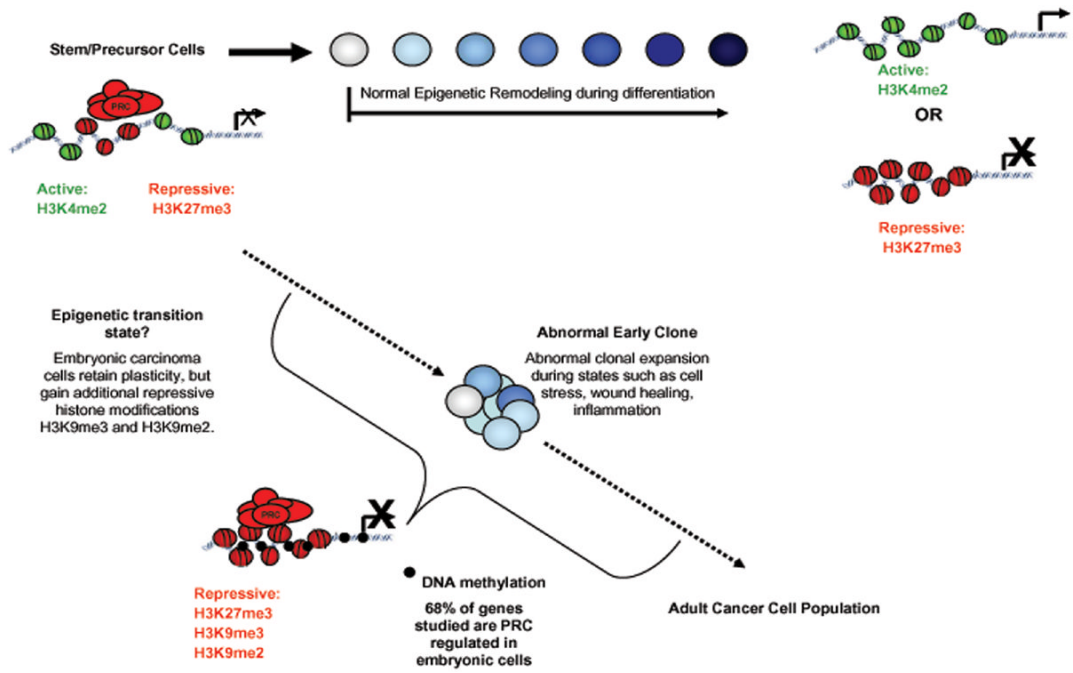 Stem/Precursor Cells
Normal Epigenetic Remodeling during differentiation
Active:
H3K4me2
OR
Repressive:
H3K27me3
PRC
Active:
H3K4me2
Repressive:
H3K27me3
Epigenetic transition
state?
Embryonic carcinoma
cells retain plasticity, but
gain additional repressive
histone modifications
H3K9me3 and H3K9me2.
Abnormal Early Clone
Abnormal clonal expansion
during states such as cell
stress, wound healing,
inflammation
PRC
Repressive:
H3K27me3
H3K9me3
H3K9me2
DNA methylation
68% of genes
studied are PRC
regulated in
embryonic cells
Adult Cancer Cell Population